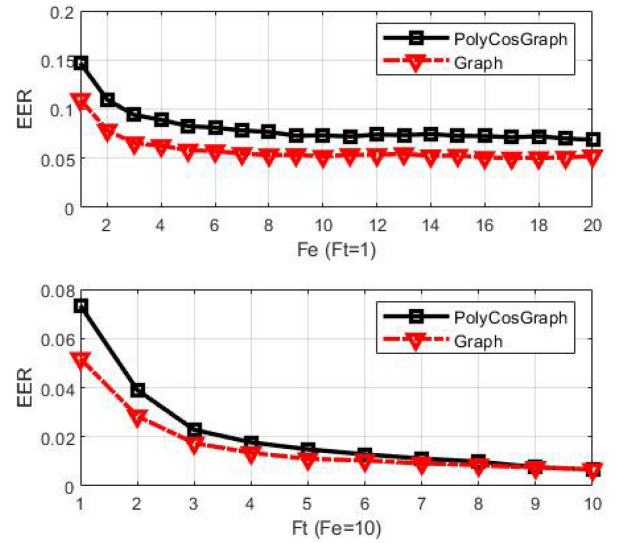 0.2
0.15
0.1
0.05
0
EER
PolyCosGraph
Graph
2 4 6 8 10 12 14 16 18 20
Fe (Ft=1)
0.08
0.06
0.04
0.02
0
EER
PolyCosGraph
Graph
1 2 3 4 5 6 7 8 9 10
Ft (Fe=10)